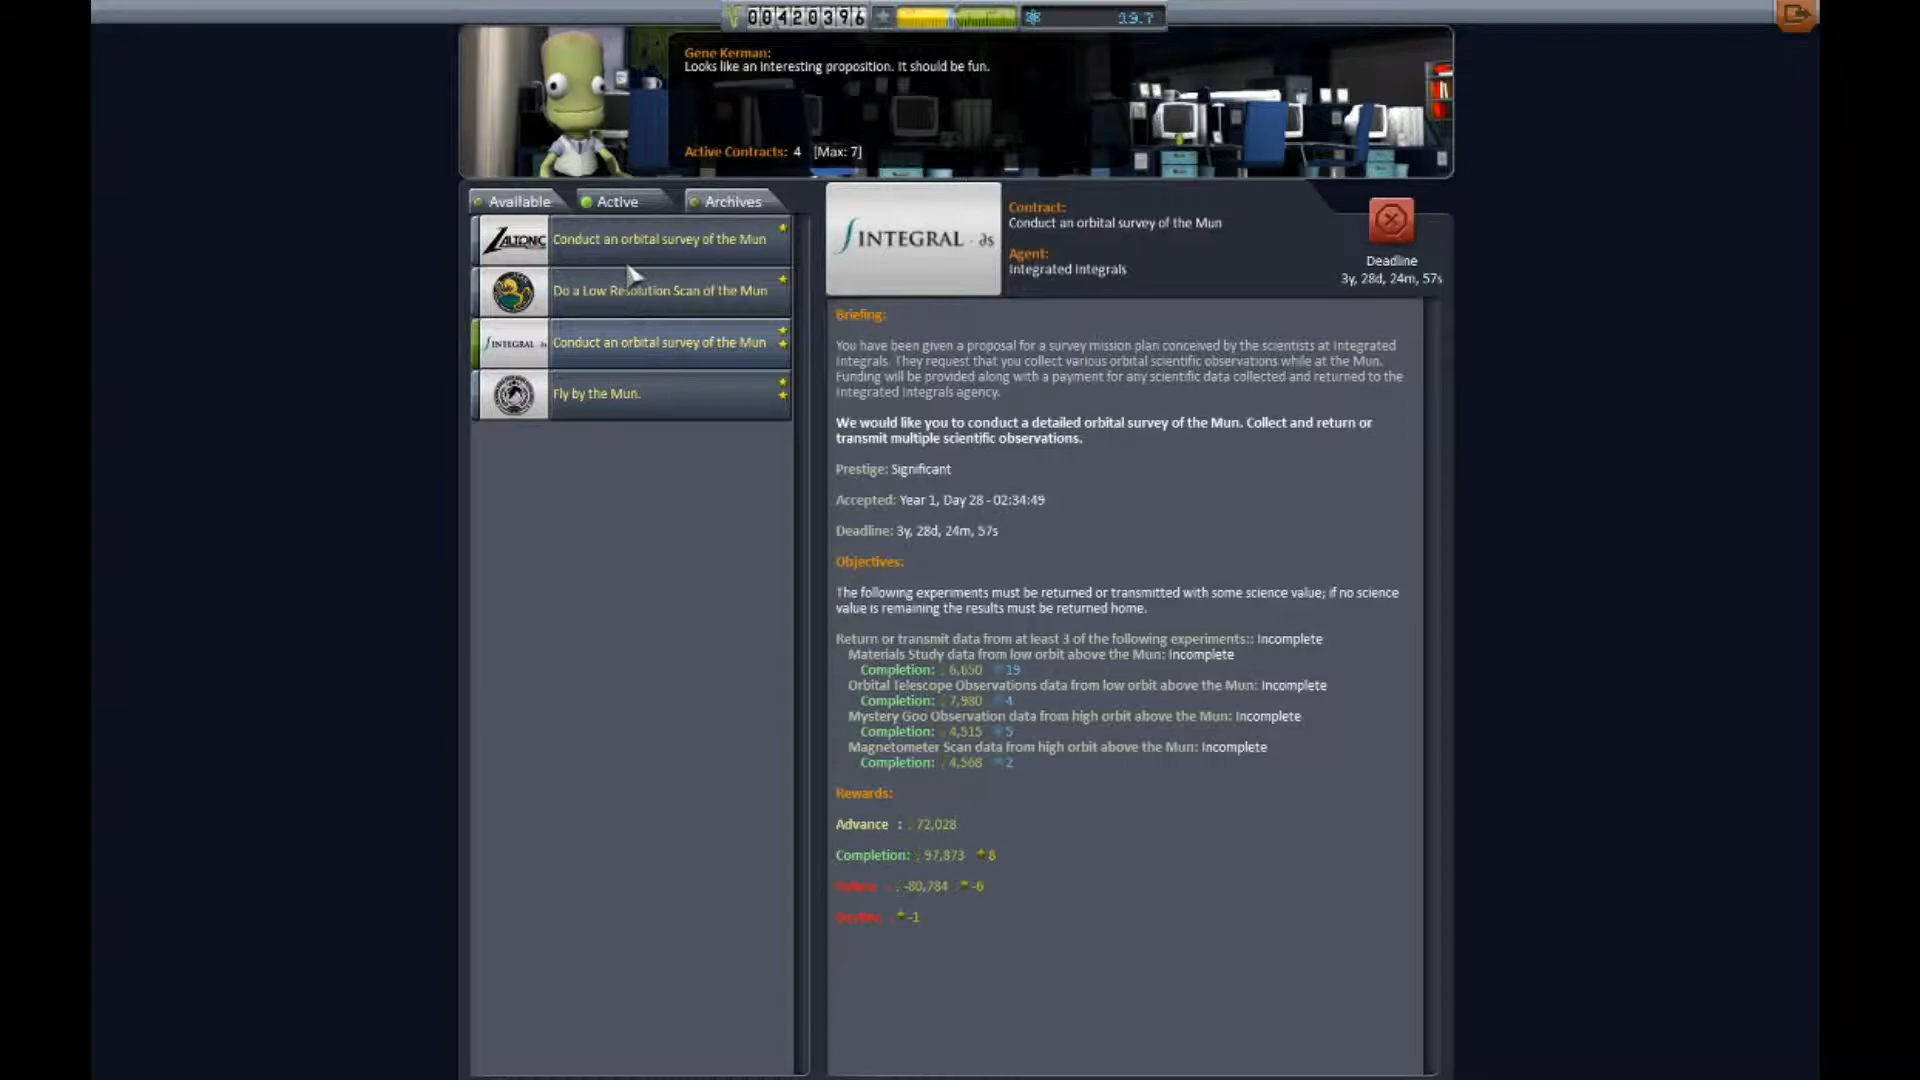 00420396
19.7
Gene Kerman:
Looks like an interesting proposition. It should be fun.
Active Contracts: 4 [Max: 7]
Available
Active
Archives
ZALTONIC
Conduct an orbital survey of the Mun
Do a Low Resolution Scan of the Mun
INTEGRAL
Conduct an orbital survey of the Mun
Fly by the Mun.
∫INTEGRAL · ∂s
Contract:
Conduct an orbital survey of the Mun
Agent:
Integrated Integrals
Deadline
3y, 28d, 24m, 57s
Briefing:
You have been given a proposal for a survey mission plan conceived by the scientists at Integrated
Integrals. They request that you collect various orbital scientific observations while at the Mun.
Funding will be provided along with a payment for any scientific data collected and returned to the
Integrated Integrals agency.
We would like you to conduct a detailed orbital survey of the Mun. Collect and return or
transmit multiple scientific observations.
Prestige: Significant
Accepted: Year 1, Day 28 - 02:34:49
Deadline: 3y, 28d, 24m, 57s
Objectives:
The following experiments must be returned or transmitted with some science value; if no science
value is remaining the results must be returned home.
Return or transmit data from at least 3 of the following experiments:: Incomplete
Materials Study data from low orbit above the Mun: Incomplete
Completion: 6,650 19
Orbital Telescope Observations data from low orbit above the Mun: Incomplete
Completion: 7,980 4
Mystery Goo Observation data from high orbit above the Mun: Incomplete
Completion: 4,515 5
Magnetometer Scan data from high orbit above the Mun: Incomplete
Completion: 4,568 2
Rewards:
Advance : 72,028
Completion: 97,873 8
Failure: -80,784 -6
Decline: -1